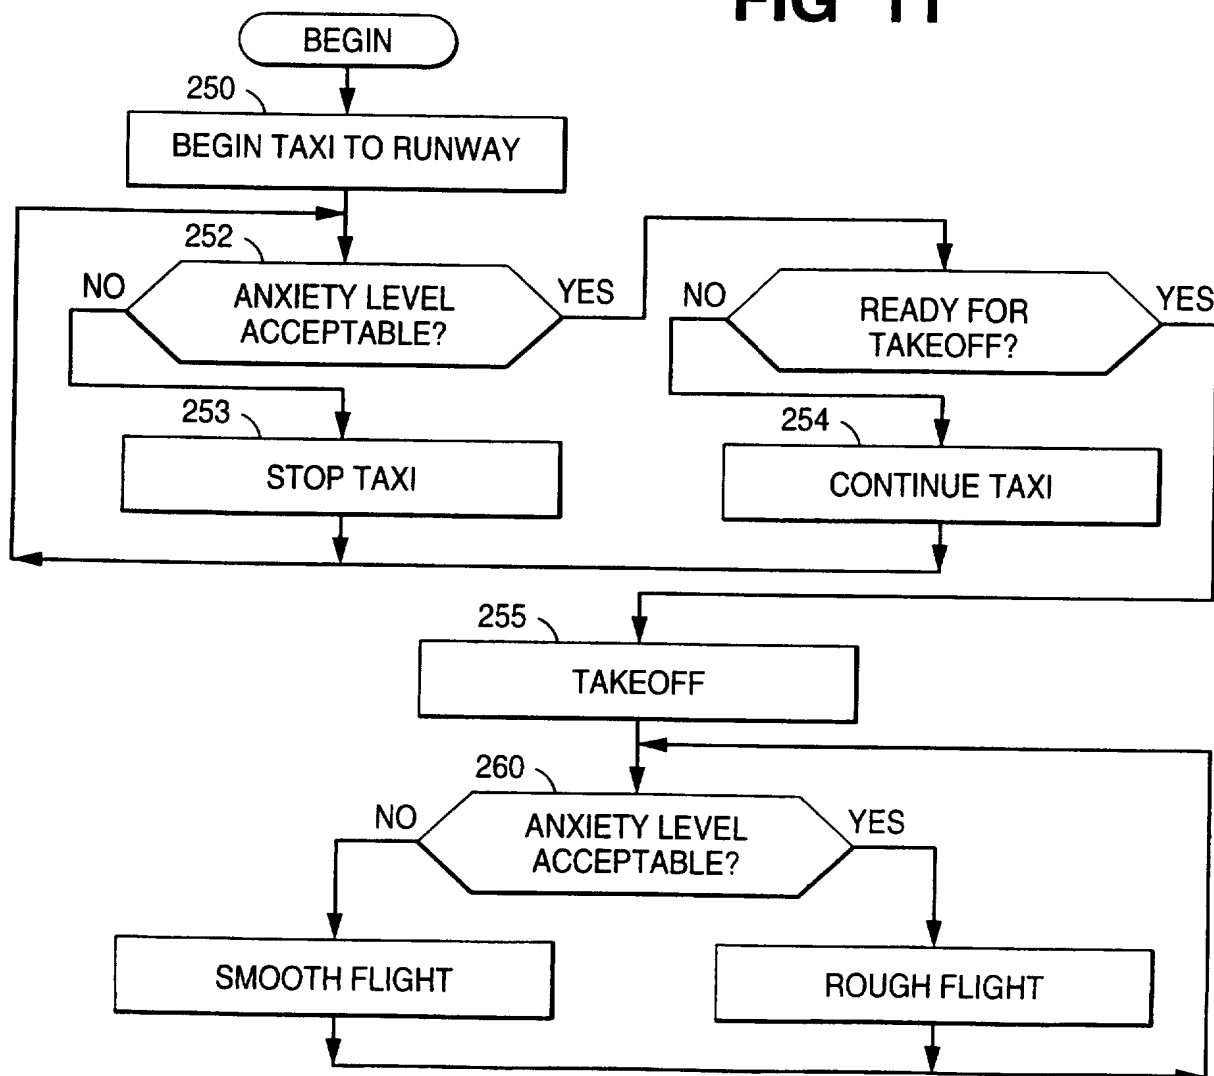 FIG 11
BEGIN
250
BEGIN TAXI TO RUNWAY
252
NO
ANXIETY LEVEL
ACCEPTABLE?
YES
NO
READY FOR
TAKEOFF?
YES
253
STOP TAXI
254
CONTINUE TAXI
255
TAKEOFF
260
NO
ANXIETY LEVEL
ACCEPTABLE?
YES
SMOOTH FLIGHT
ROUGH FLIGHT